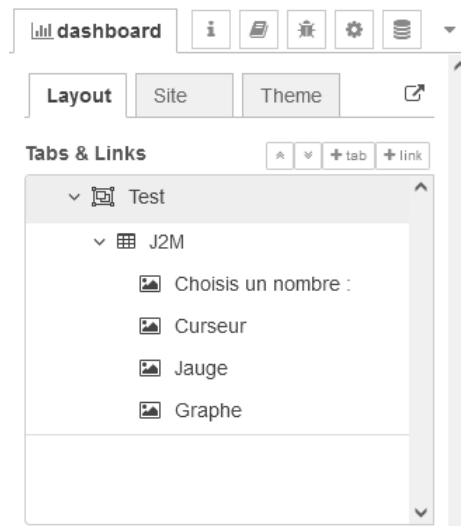 dashboard
Layout Site Theme
Tabs & Links + tab + link
Test
J2M
Choisis un nombre :
Curseur
Jauge
Graphe